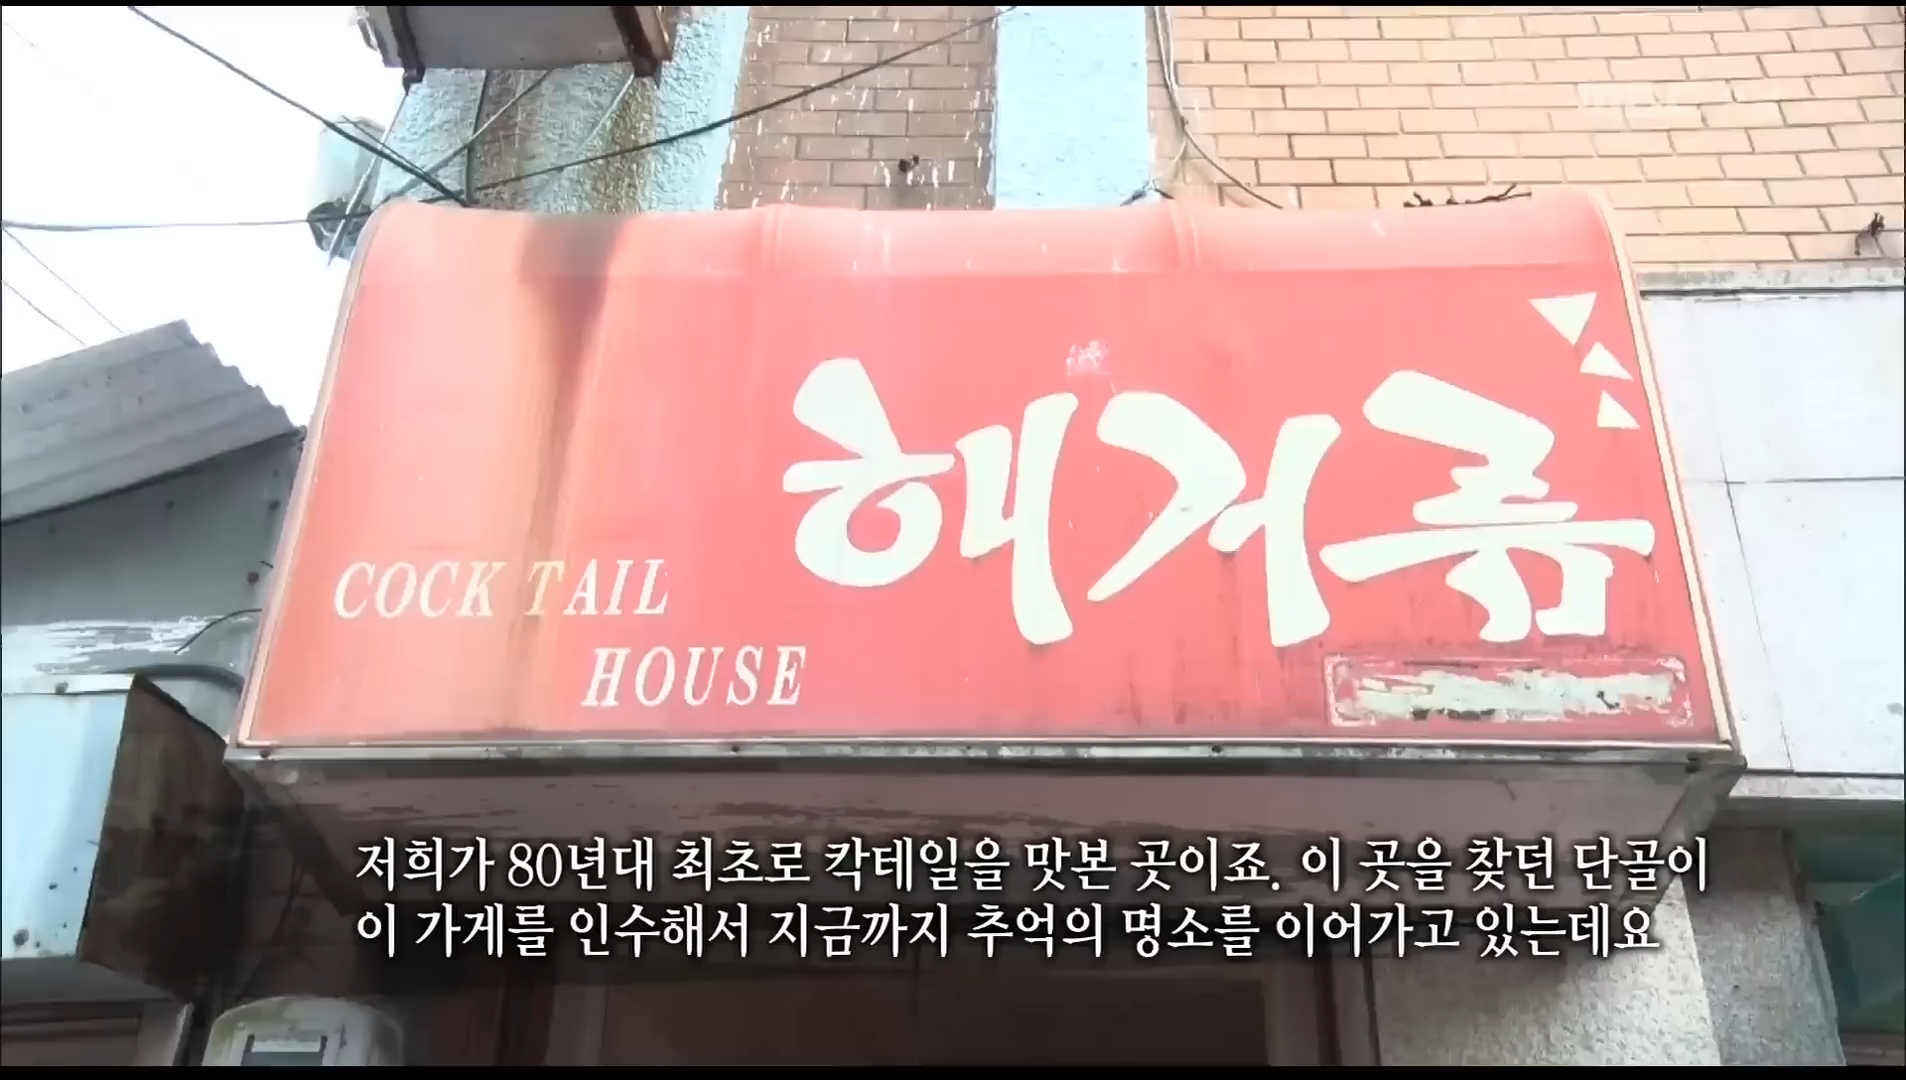 해거름
COCKTAIL
HOUSE
저희가 80년대 최초로 칵테일을 맛본 곳이죠. 이 곳을 찾던 단골이
이 가게를 인수해서 지금까지 추억의 명소를 이어가고 있는데요